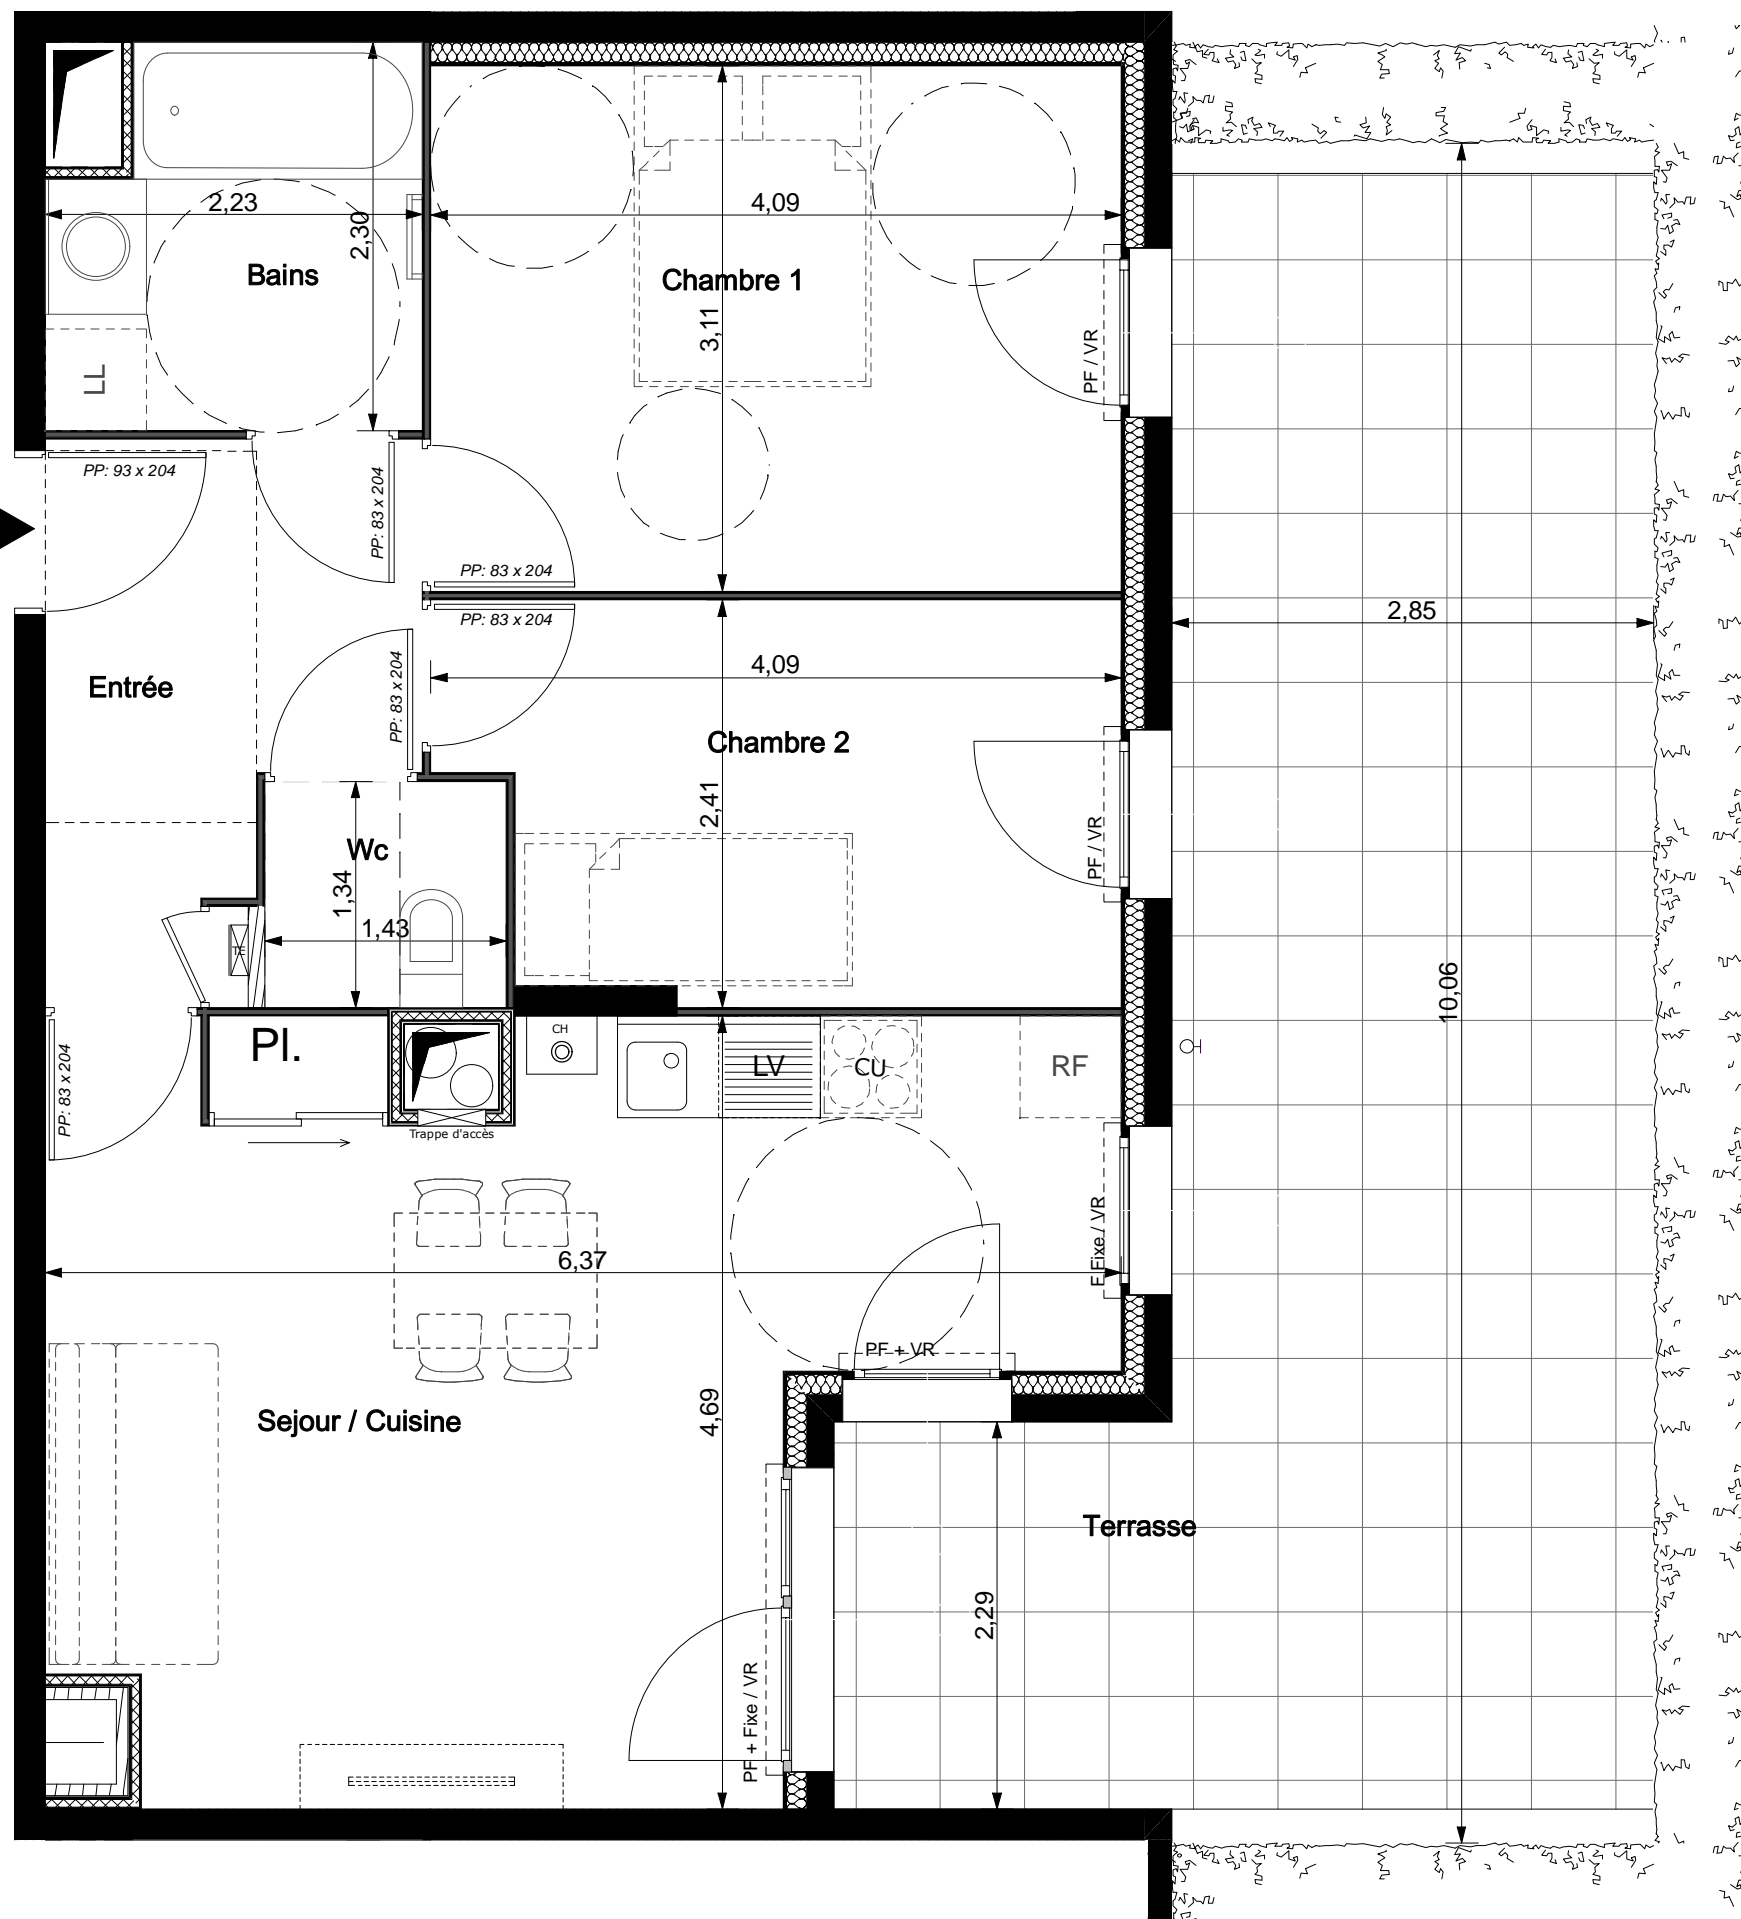 2,23
2,30
Bains
LL
4,09
Chambre 1
3,11
PF / VR
PP: 93 x 204
PP: 83 x 204
PP: 83 x 204
PP: 83 x 204
PP: 83 x 204
2,85
4,09
Entrée
Chambre 2
2,41
PF / VR
Wc
1,34
1,43
TE
10,06
Pl.
CH
LV
CU
RF
PP: 83 x 204
Trappe d'accès
F Fixe / VR
6,37
PF + VR
4,69
Sejour / Cuisine
Terrasse
2,29
PF + Fixe / VR